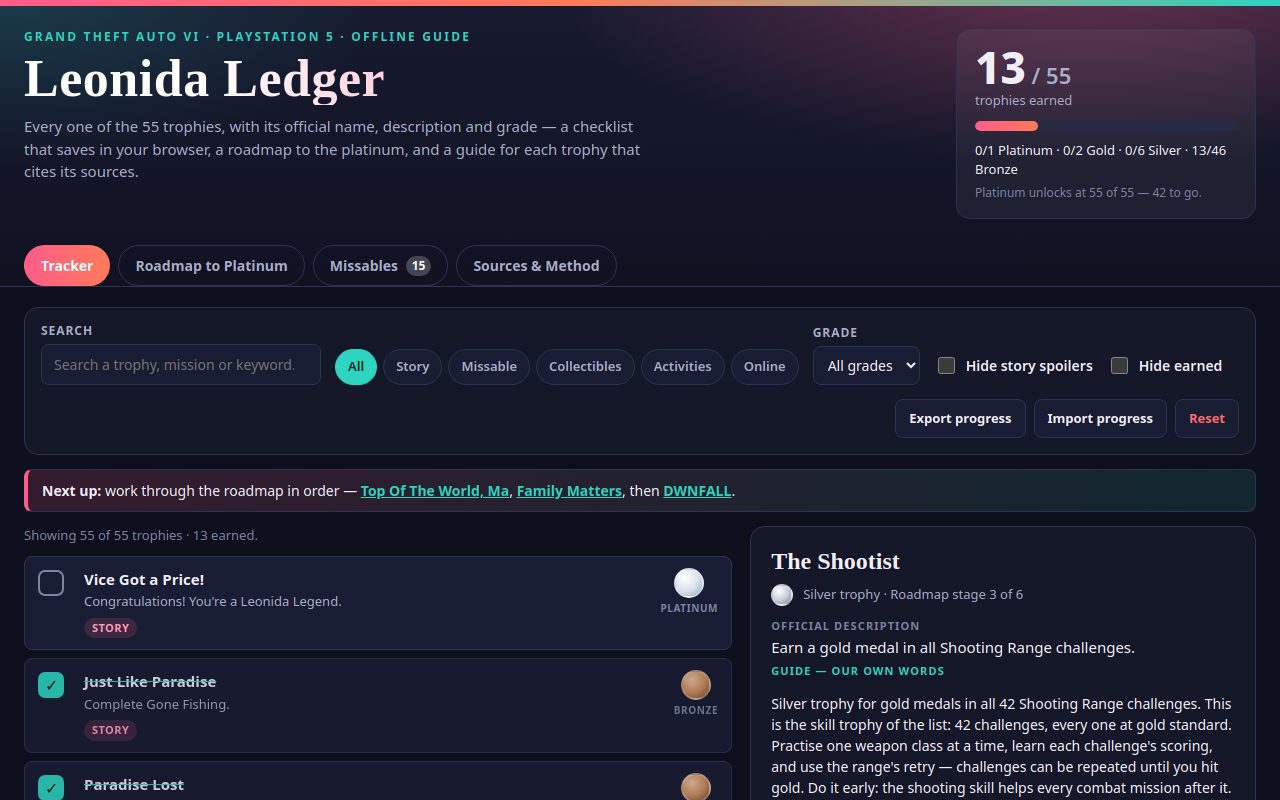 GRAND THEFT AUTO VI · PLAYSTATION 5 · OFFLINE GUIDE
Leonida Ledger
Every one of the 55 trophies, with its official name, description and grade — a checklist
that saves in your browser, a roadmap to the platinum, and a guide for each trophy that
cites its sources.
13 / 55
trophies earned
0/1 Platinum · 0/2 Gold · 0/6 Silver · 13/46
Bronze
Platinum unlocks at 55 of 55 — 42 to go.
Tracker
Roadmap to Platinum
Missables 15
Sources & Method
SEARCH
Search a trophy, mission or keyword.
All
Story
Missable
Collectibles
Activities
Online
GRADE
All grades
Hide story spoilers
Hide earned
Export progress
Import progress
Reset
Next up: work through the roadmap in order — Top Of The World, Ma, Family Matters, then DWNFALL.
Showing 55 of 55 trophies · 13 earned.
Vice Got a Price!
Congratulations! You're a Leonida Legend.
STORY
PLATINUM
Just Like Paradise
Complete Gone Fishing.
STORY
BRONZE
Paradise Lost
The Shootist
Silver trophy · Roadmap stage 3 of 6
OFFICIAL DESCRIPTION
Earn a gold medal in all Shooting Range challenges.
GUIDE — OUR OWN WORDS
Silver trophy for gold medals in all 42 Shooting Range challenges. This
is the skill trophy of the list: 42 challenges, every one at gold standard.
Practise one weapon class at a time, learn each challenge's scoring,
and use the range's retry — challenges can be repeated until you hit
gold. Do it early: the shooting skill helps every combat mission after it.